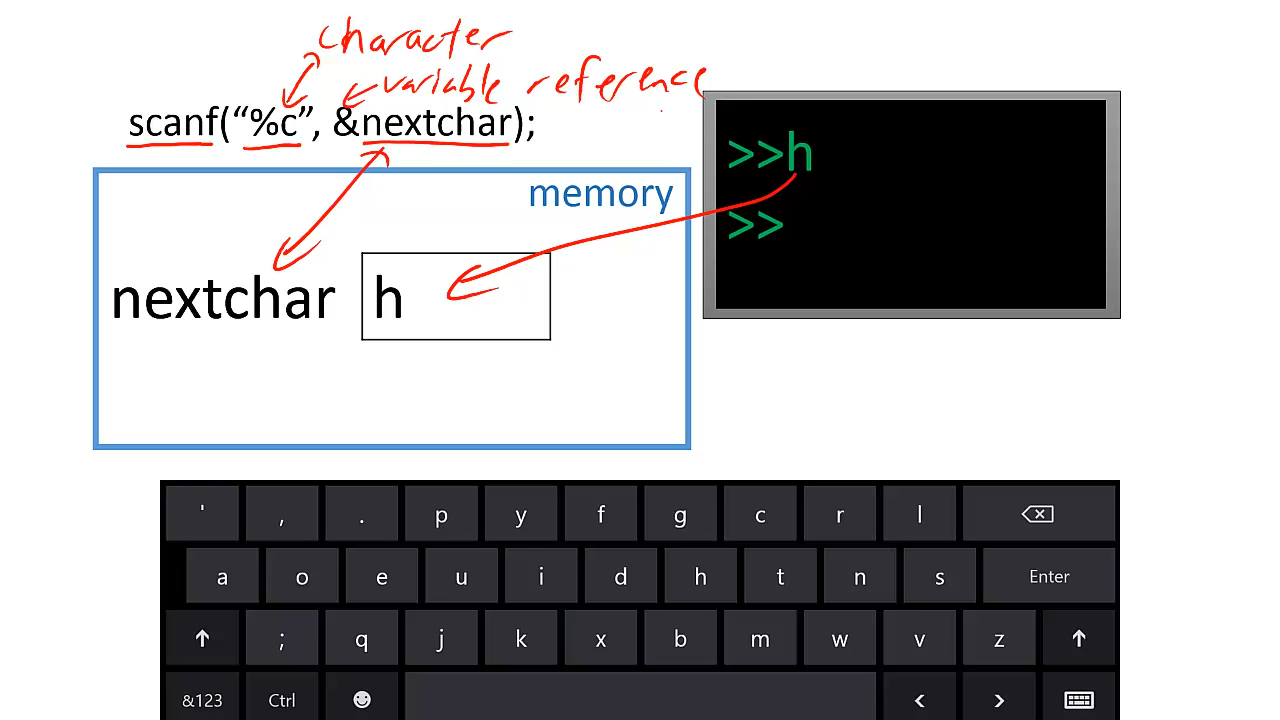 character
variable reference
scanf(“%c”, &nextchar);
memory
>>h
>>
nextchar h
' , . p y f g c r l
a o e u i d h t n s Enter
; q j k x b m w v z
&123 Ctrl < >